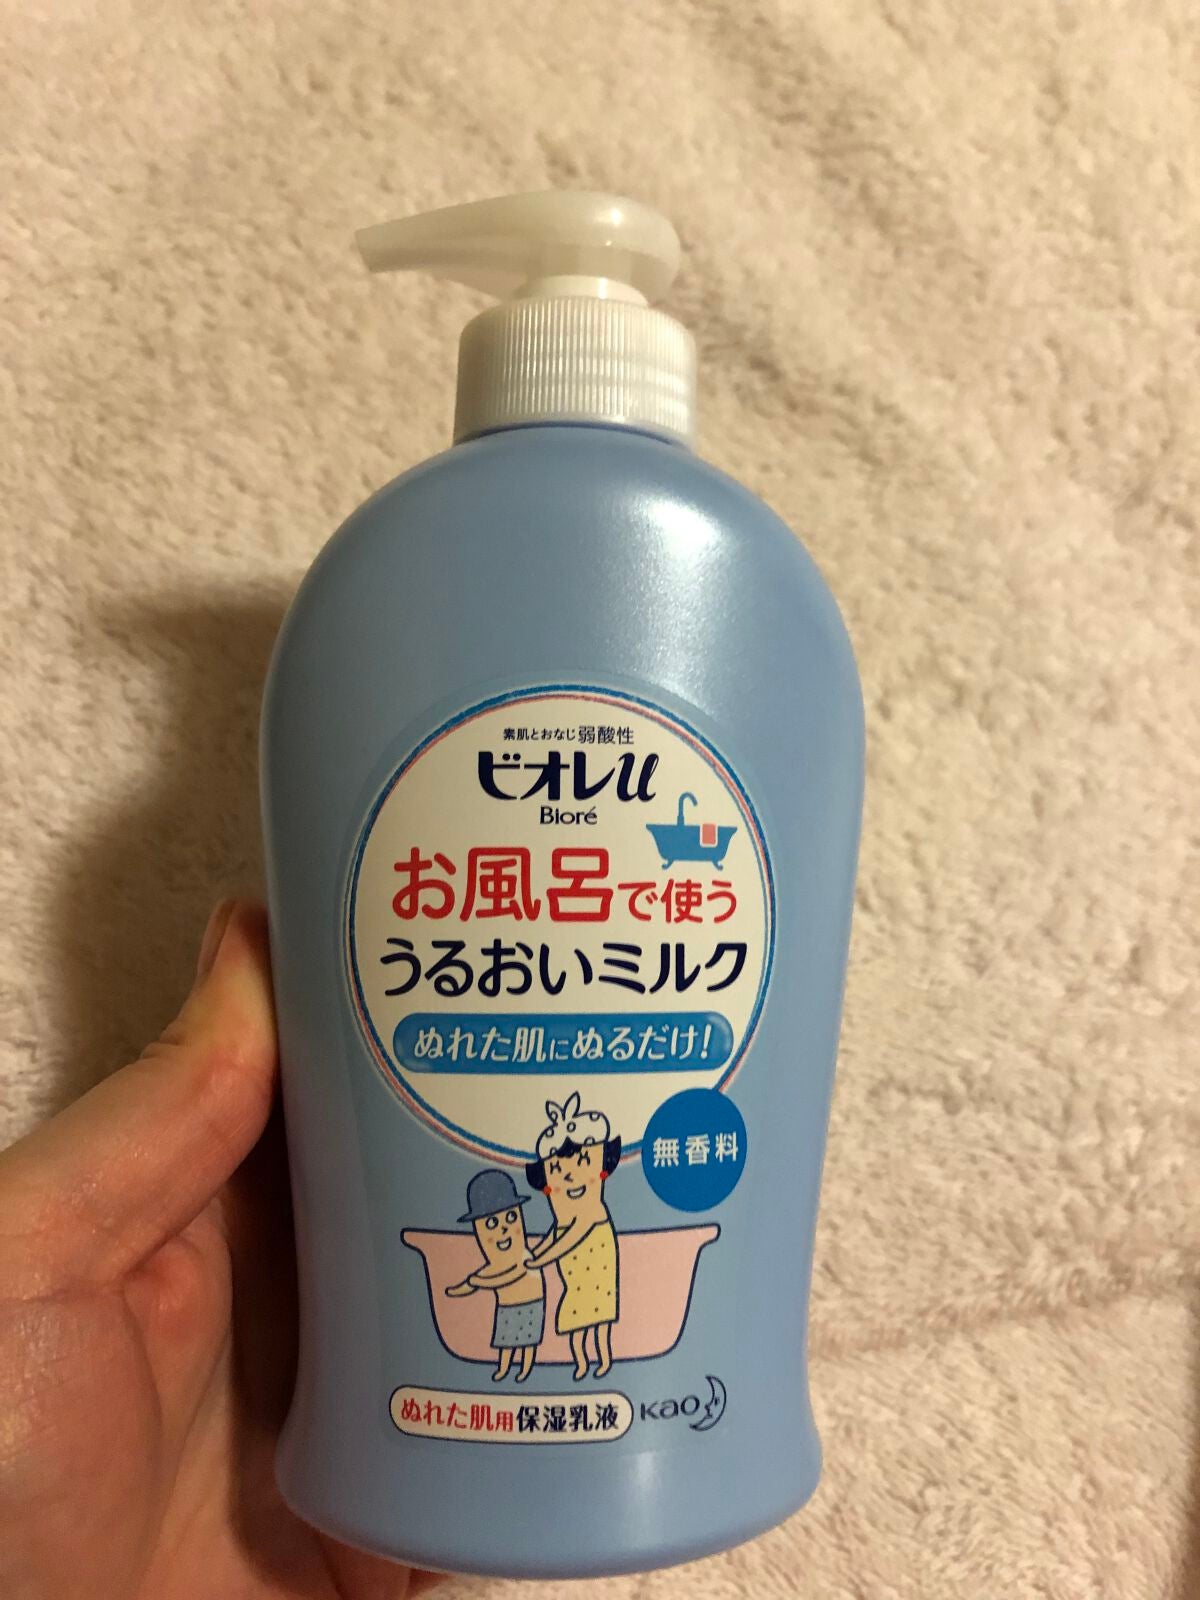 素肌とおなじ弱酸性
ビオレu
Bioré
お風呂で使う
うるおいミルク
ぬれた肌にぬるだけ!
無香料
ぬれた肌用保湿乳液
Kao